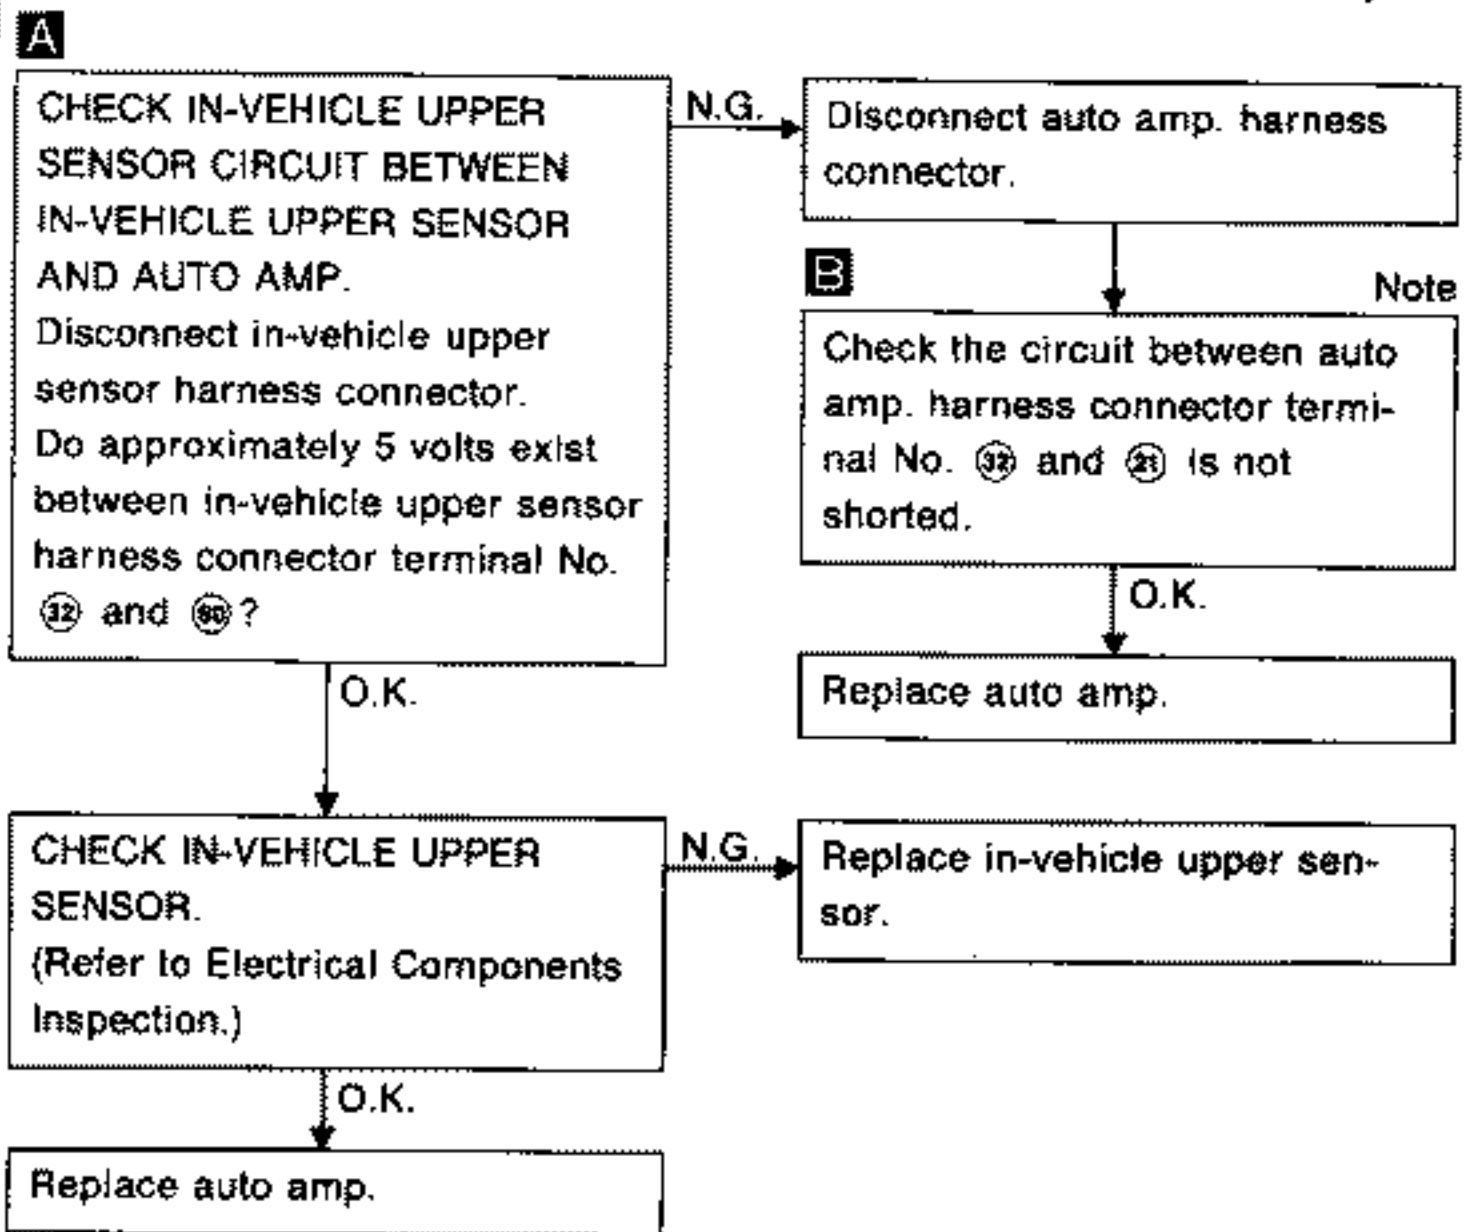 A
CHECK IN-VEHICLE UPPER
SENSOR CIRCUIT BETWEEN
IN-VEHICLE UPPER SENSOR
AND AUTO AMP.
Disconnect in-vehicle upper
sensor harness connector.
Do approximately 5 volts exist
between in-vehicle upper sensor
harness connector terminal No.
32 and 60?
N.G.
Disconnect auto amp. harness
connector.
B
Note
Check the circuit between auto
amp. harness connector termi-
nal No. 32 and 21 is not
shorted.
O.K.
Replace auto amp.
O.K.
CHECK IN-VEHICLE UPPER
SENSOR.
(Refer to Electrical Components
Inspection.)
N.G.
Replace in-vehicle upper sen-
sor.
O.K.
Replace auto amp.